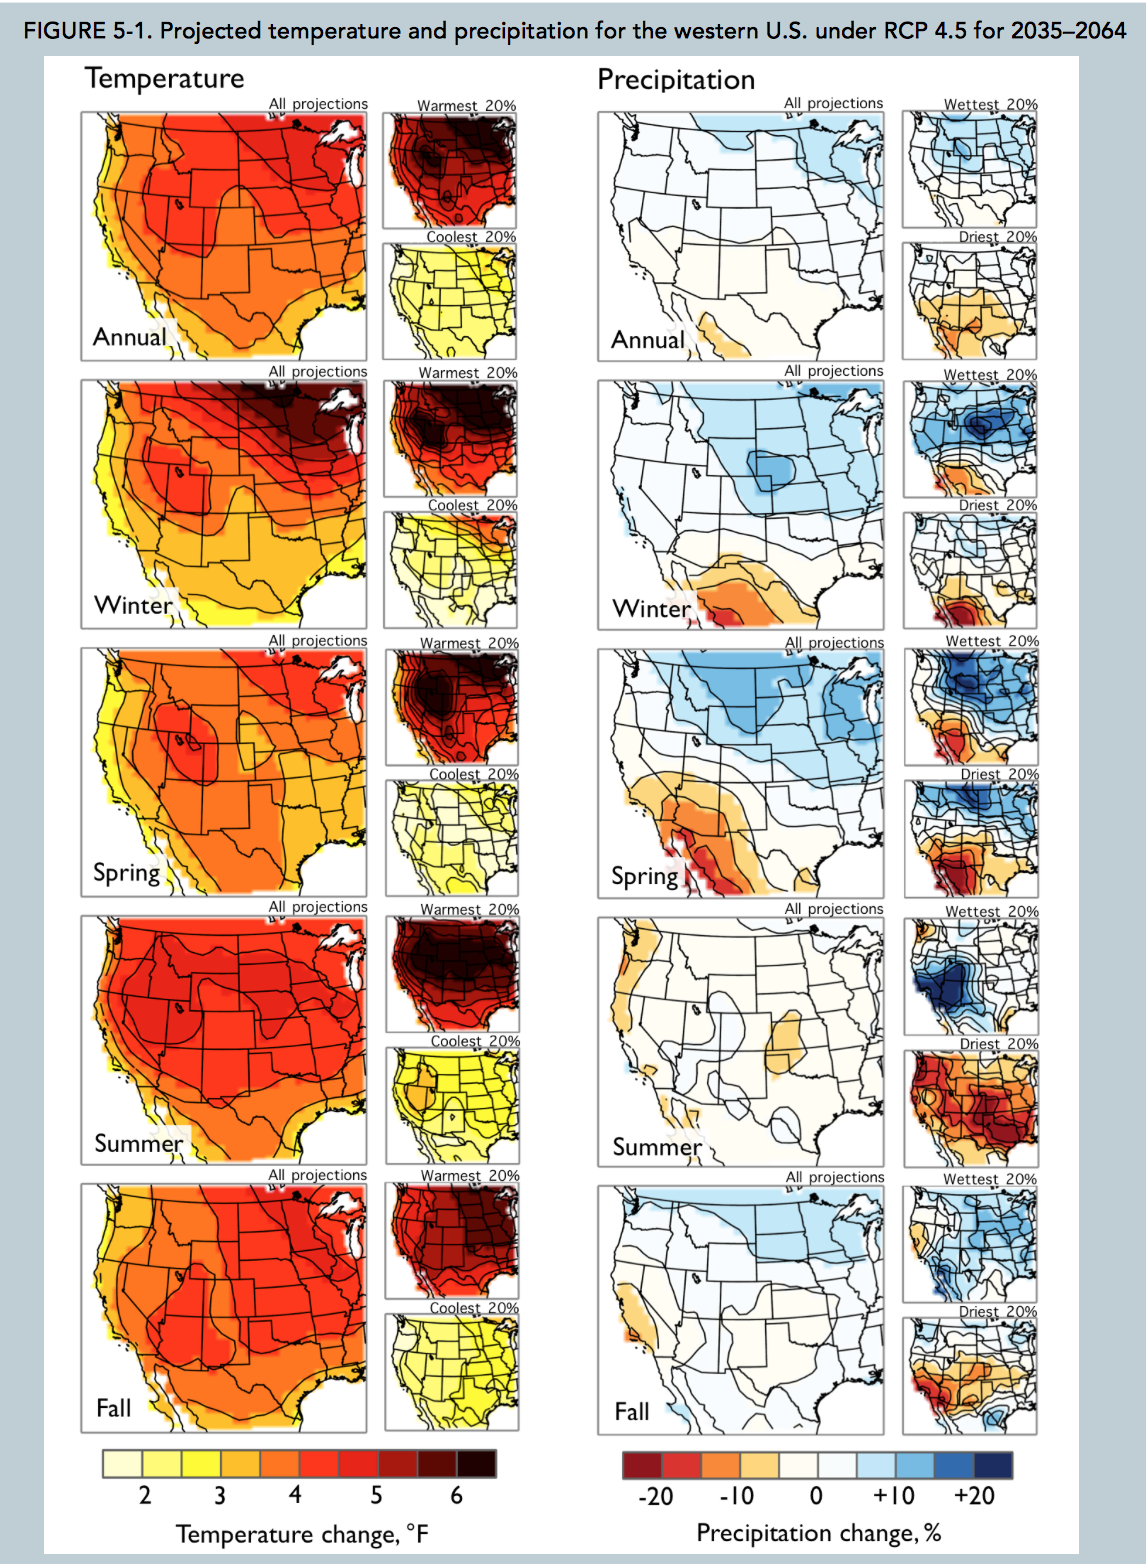 FIGURE 5-1. Projected temperature and precipitation for the western U.S. under RCP 4.5 for 2035–2064
Temperature
Precipitation
All projections
Warmest 20%
Coolest 20%
Annual
All projections
Wettest 20%
Driest 20%
Annual
All projections
Warmest 20%
Coolest 20%
Winter
All projections
Wettest 20%
Driest 20%
Winter
All projections
Warmest 20%
Coolest 20%
Spring
All projections
Wettest 20%
Driest 20%
Spring
All projections
Warmest 20%
Coolest 20%
Summer
All projections
Wettest 20%
Driest 20%
Summer
All projections
Warmest 20%
Coolest 20%
Fall
All projections
Wettest 20%
Driest 20%
Fall
2 3 4 5 6
Temperature change, °F
-20 -10 0 +10 +20
Precipitation change, %